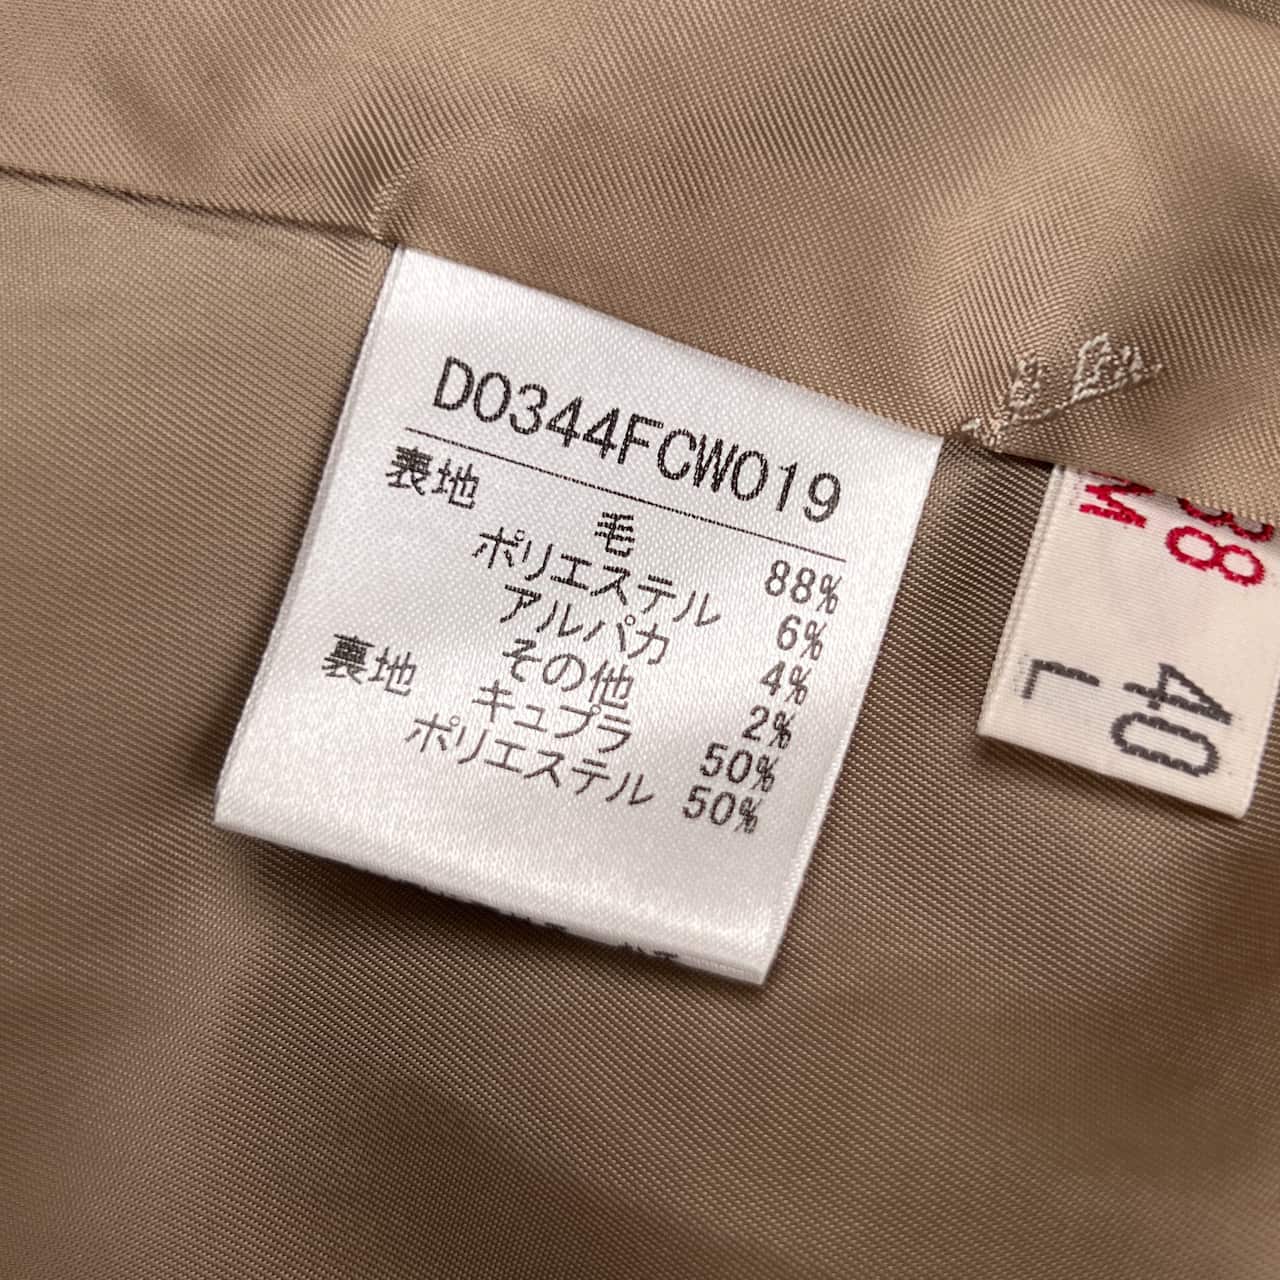 D0344FCW019
表地
毛 88%
ポリエステル 6%
アルパカ 4%
その他 2%
裏地 キュプラ 50%
ポリエステル 50%
38
M
40
L